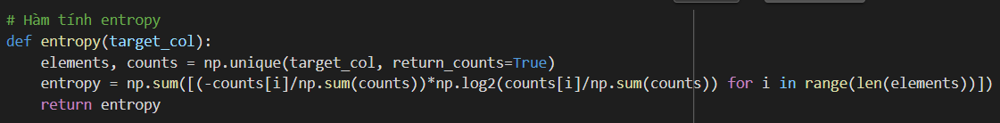 # Hàm tính entropy
def entropy(target_col):
    elements, counts = np.unique(target_col, return_counts=True)
    entropy = np.sum([(-counts[i]/np.sum(counts))*np.log2(counts[i]/np.sum(counts)) for i in range(len(elements))])
    return entropy